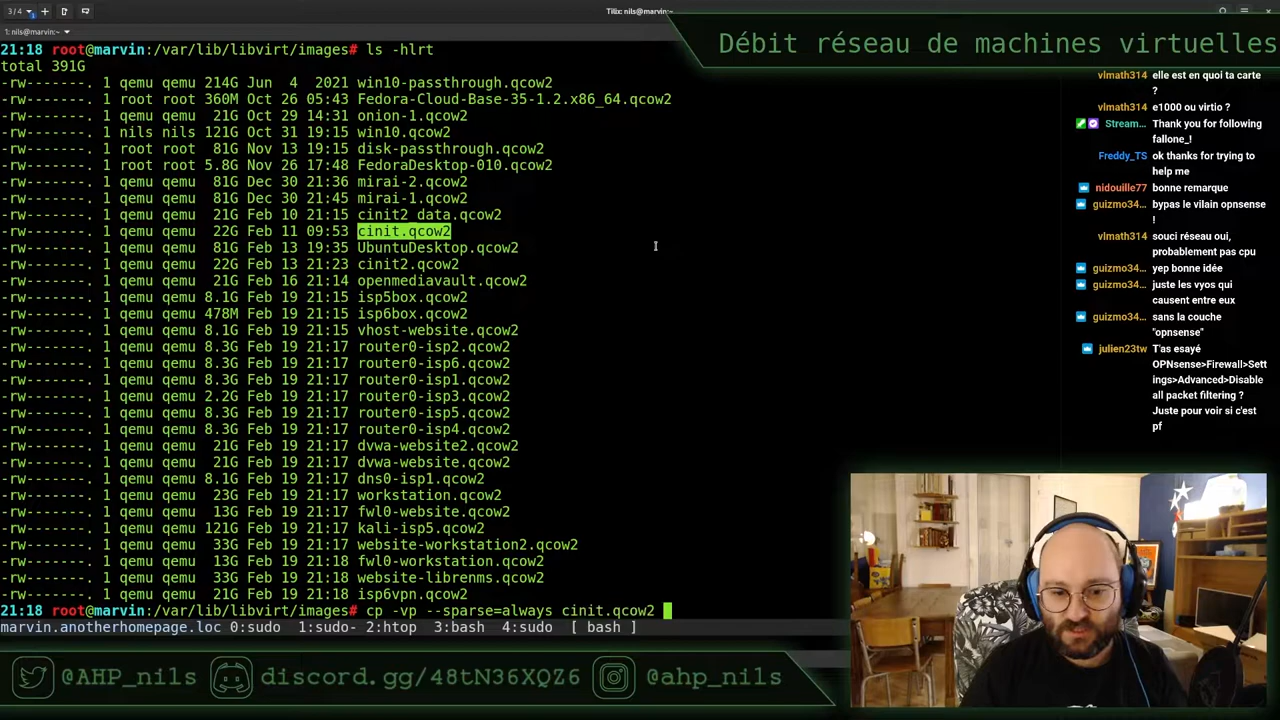 3/4
Tilix: nils@marvin:~
1: nils@marvin:~
21:18 root@marvin:/var/lib/libvirt/images# ls -hlrt
total 391G
-rw-------. 1 qemu qemu 214G Jun  4  2021 win10-passthrough.qcow2
-rw-------. 1 root root 360M Oct 26 05:43 Fedora-Cloud-Base-35-1.2.x86_64.qcow2
-rw-------. 1 qemu qemu  21G Oct 29 14:31 onion-1.qcow2
-rw-------. 1 nils nils 121G Oct 31 19:15 win10.qcow2
-rw-------. 1 root root  81G Nov 13 19:15 disk-passthrough.qcow2
-rw-------. 1 root root 5.8G Nov 26 17:48 FedoraDesktop-010.qcow2
-rw-------. 1 qemu qemu  81G Dec 30 21:36 mirai-2.qcow2
-rw-------. 1 qemu qemu  81G Dec 30 21:45 mirai-1.qcow2
-rw-------. 1 qemu qemu  21G Feb 10 21:15 cinit2_data.qcow2
-rw-------. 1 qemu qemu  22G Feb 11 09:53 cinit.qcow2
-rw-------. 1 qemu qemu  81G Feb 13 19:35 UbuntuDesktop.qcow2
-rw-------. 1 qemu qemu  22G Feb 13 21:23 cinit2.qcow2
-rw-------. 1 qemu qemu  21G Feb 16 21:14 openmediavault.qcow2
-rw-------. 1 qemu qemu 8.1G Feb 19 21:15 isp5box.qcow2
-rw-------. 1 qemu qemu 478M Feb 19 21:15 isp6box.qcow2
-rw-------. 1 qemu qemu 8.1G Feb 19 21:15 vhost-website.qcow2
-rw-------. 1 qemu qemu 8.3G Feb 19 21:17 router0-isp2.qcow2
-rw-------. 1 qemu qemu 8.3G Feb 19 21:17 router0-isp6.qcow2
-rw-------. 1 qemu qemu 8.3G Feb 19 21:17 router0-isp1.qcow2
-rw-------. 1 qemu qemu 2.2G Feb 19 21:17 router0-isp3.qcow2
-rw-------. 1 qemu qemu 8.3G Feb 19 21:17 router0-isp5.qcow2
-rw-------. 1 qemu qemu 8.3G Feb 19 21:17 router0-isp4.qcow2
-rw-------. 1 qemu qemu  21G Feb 19 21:17 dvwa-website2.qcow2
-rw-------. 1 qemu qemu  21G Feb 19 21:17 dvwa-website.qcow2
-rw-------. 1 qemu qemu 8.1G Feb 19 21:17 dns0-isp1.qcow2
-rw-------. 1 qemu qemu  23G Feb 19 21:17 workstation.qcow2
-rw-------. 1 qemu qemu  13G Feb 19 21:17 fwl0-website.qcow2
-rw-------. 1 qemu qemu 121G Feb 19 21:17 kali-isp5.qcow2
-rw-------. 1 qemu qemu  33G Feb 19 21:17 website-workstation2.qcow2
-rw-------. 1 qemu qemu  13G Feb 19 21:18 fwl0-workstation.qcow2
-rw-------. 1 qemu qemu  33G Feb 19 21:18 website-librenms.qcow2
-rw-------. 1 qemu qemu  21G Feb 19 21:18 isp6vpn.qcow2
21:18 root@marvin:/var/lib/libvirt/images# cp -vp --sparse=always cinit.qcow2
marvin.anotherhomepage.loc 0:sudo  1:sudo- 2:htop  3:bash  4:sudo  [ bash ]
Débit réseau de machines virtuelles
vlmath314 elle est en quoi ta carte
?
vlmath314 e1000 ou virtio ?
Stream... Thank you for following
fallone_!
Freddy_TS ok thanks for trying to
help me
nidouille77 bonne remarque
guizmo34... bypas le vilain opnsense
!
vlmath314 souci réseau oui,
probablement pas cpu
guizmo34... yep bonne idée
guizmo34... juste les vyos qui
causent entre eux
guizmo34... sans la couche
"opnsense"
julien23tw T'as esayé
OPNsense>Firewall>Set
tings>Advanced>Disable
all packet filtering ?
Juste pour voir si c'est
pf
@AHP_nils
discord.gg/48tN36XQZ6
@ahp_nils